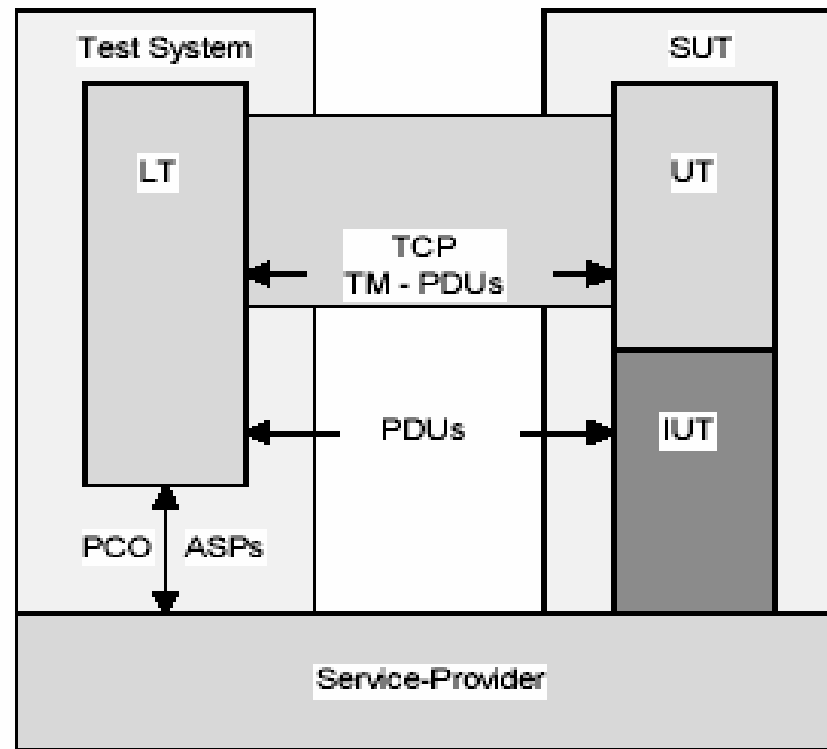 Test System
SUT
LT
UT
TCP
TM - PDUs
PDUs
IUT
PCO
ASPs
Service-Provider